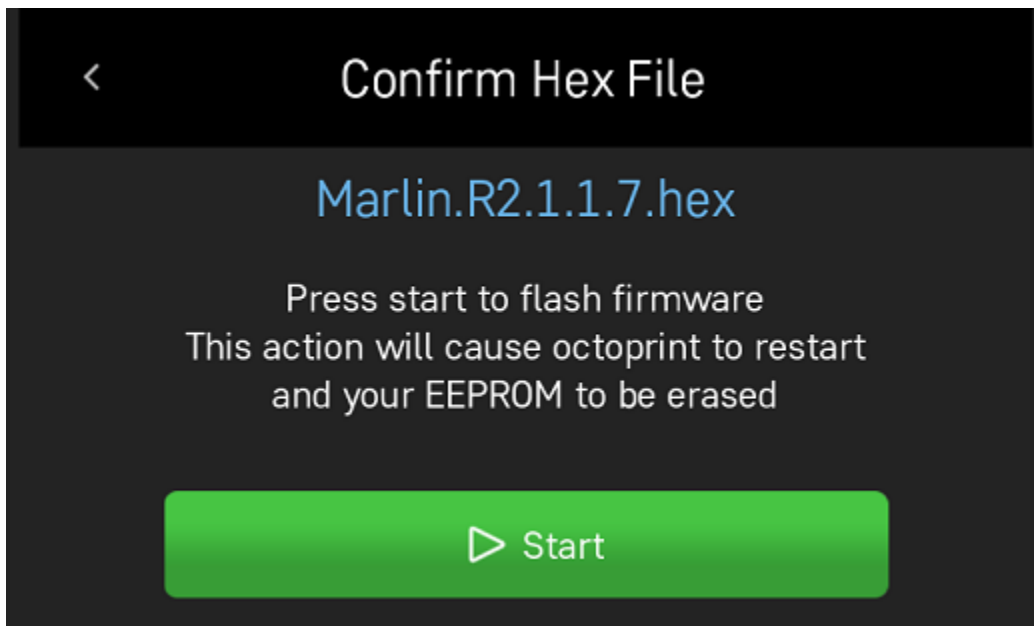 Confirm Hex File
Marlin.R2.1.1.7.hex
Press start to flash firmware
This action will cause octoprint to restart
and your EEPROM to be erased
Start